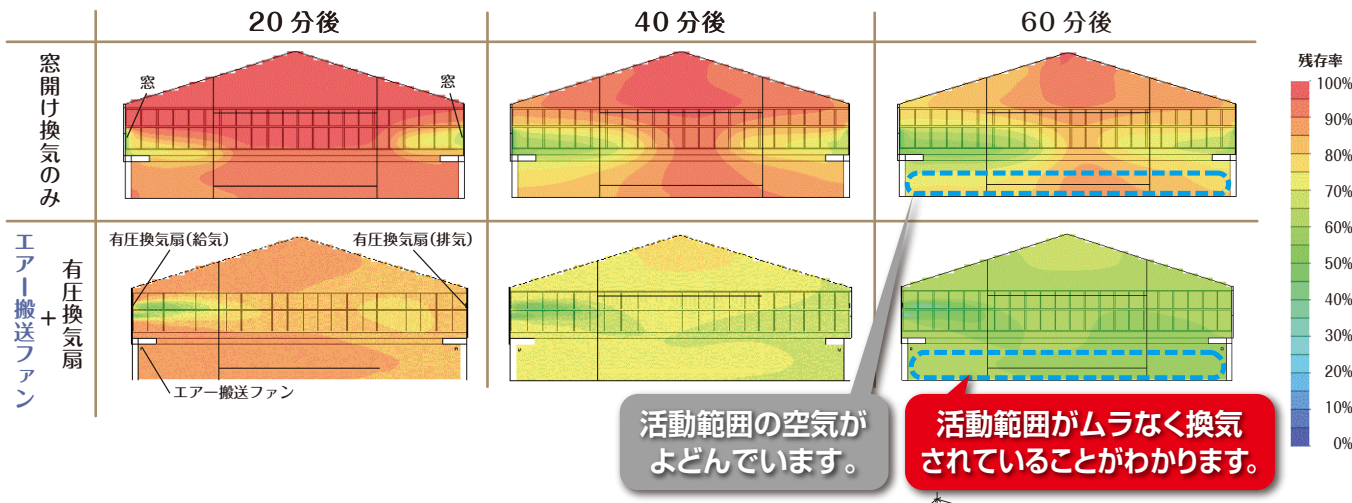 20分後
40分後
60分後
窓開け換気のみ
窓
窓
有圧換気扇
+
エアー搬送ファン
有圧換気扇(給気)
有圧換気扇(排気)
エアー搬送ファン
活動範囲の空気が
よどんでいます。
活動範囲がムラなく換気
されていることがわかります。
残存率
100%
90%
80%
70%
60%
50%
40%
30%
20%
10%
0%